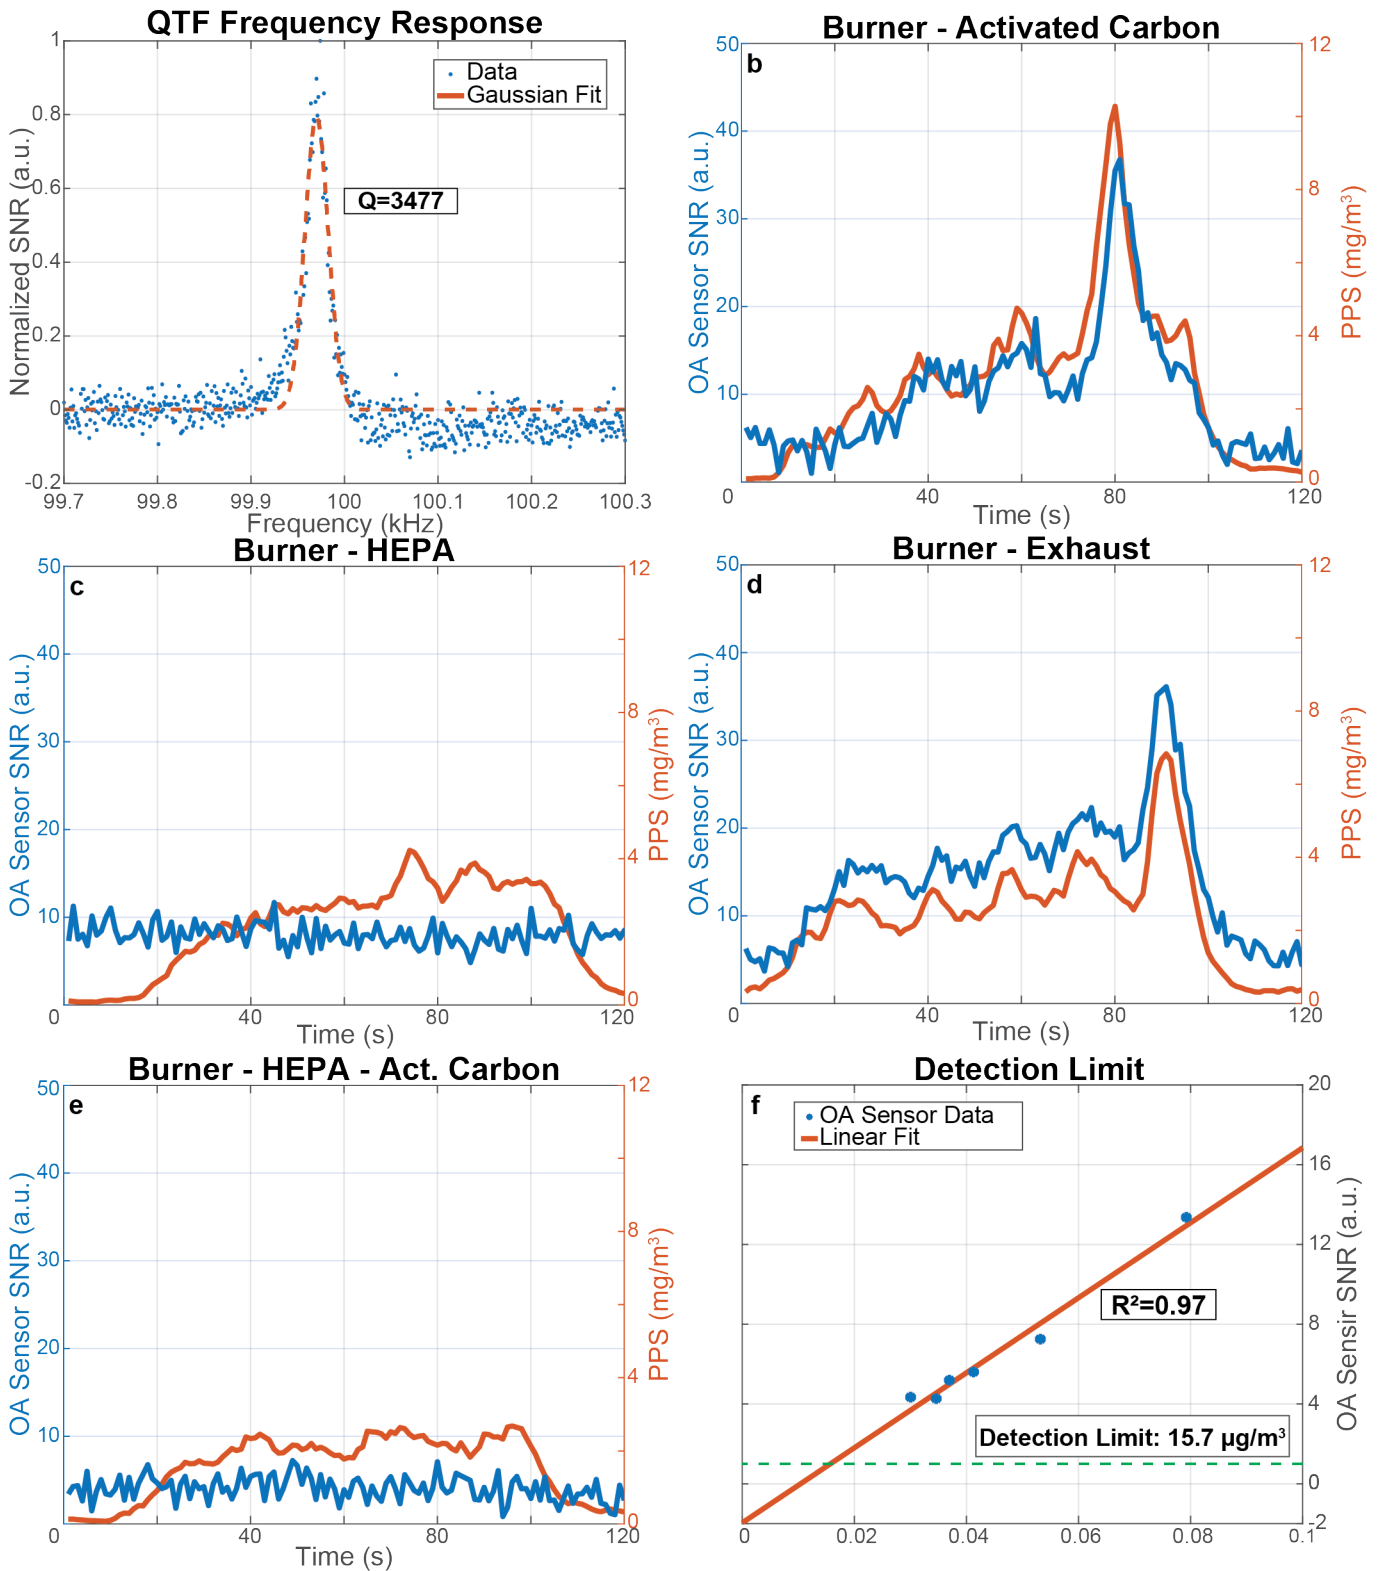 QTF Frequency Response
Normalized SNR (a.u.)
1
0.8
0.6
0.4
0.2
0
-0.2
Data
Gaussian Fit
Q=3477
99.7 99.8 99.9 100 100.1 100.2 100.3
Frequency (kHz)
Burner - Activated Carbon
b
OA Sensor SNR (a.u.)
50
40
30
20
10
12
8
4
0
PPS (mg/m³)
0 40 80 120
Time (s)
Burner - HEPA
c
OA Sensor SNR (a.u.)
50
40
30
20
10
12
8
4
0
PPS (mg/m³)
0 40 80 120
Time (s)
Burner - Exhaust
d
OA Sensor SNR (a.u.)
50
40
30
20
10
12
8
4
0
PPS (mg/m³)
0 40 80 120
Time (s)
Burner - HEPA - Act. Carbon
e
OA Sensor SNR (a.u.)
50
40
30
20
10
12
8
4
0
PPS (mg/m³)
0 40 80 120
Time (s)
Detection Limit
f
OA Sensor Data
Linear Fit
R²=0.97
Detection Limit: 15.7 µg/m³
20
16
12
8
4
0
-2
OA Sensir SNR (a.u.)
0 0.02 0.04 0.06 0.08 0.1